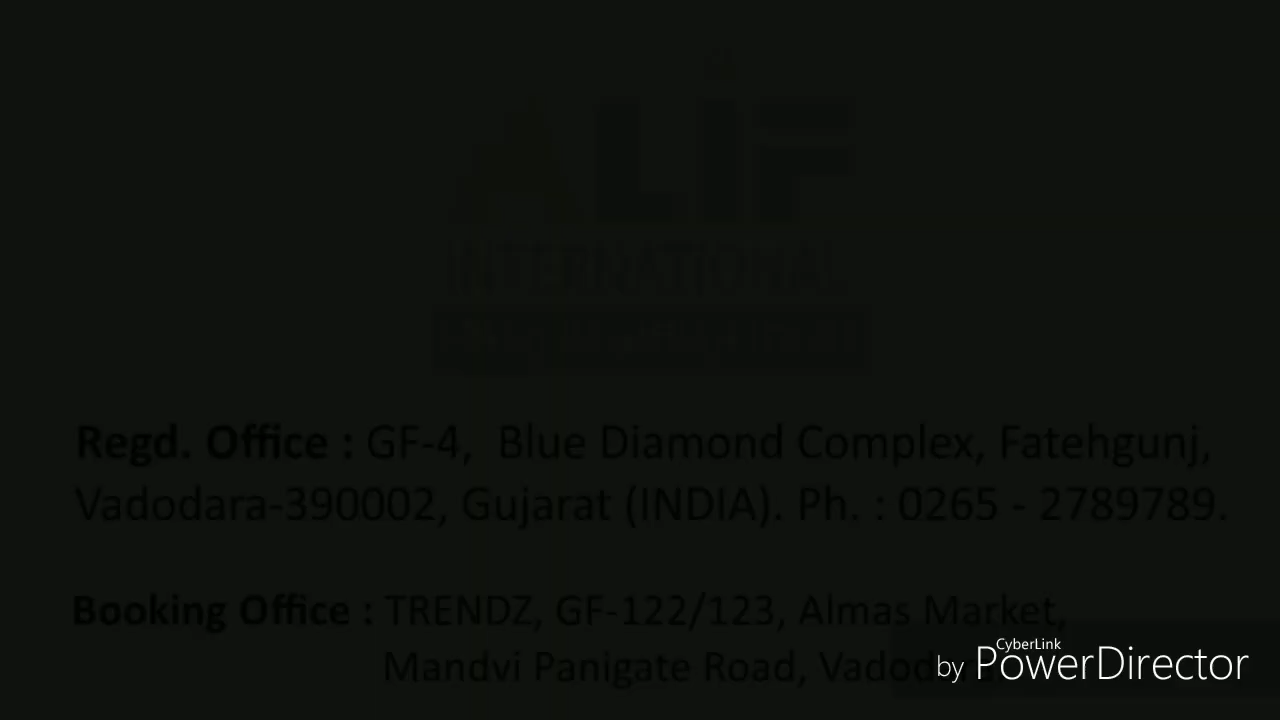 ALiF
INTERNATIONAL
Regd. Office : GF-4, Blue Diamond Complex, Fatehgunj,
Vadodara-390002, Gujarat (INDIA). Ph. : 0265 - 2789789.
Booking Office : TRENDZ, GF-122/123, Almas Market,
Mandvi Panigate Road,
CyberLink
by PowerDirector